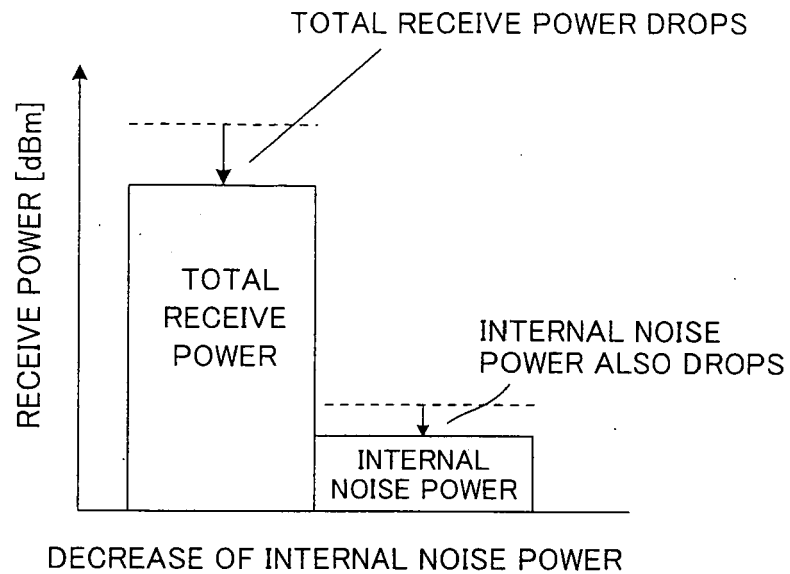 TOTAL RECEIVE POWER DROPS
RECEIVE POWER [dBm]
TOTAL
RECEIVE
POWER
INTERNAL NOISE
POWER ALSO DROPS
INTERNAL
NOISE POWER
DECREASE OF INTERNAL NOISE POWER